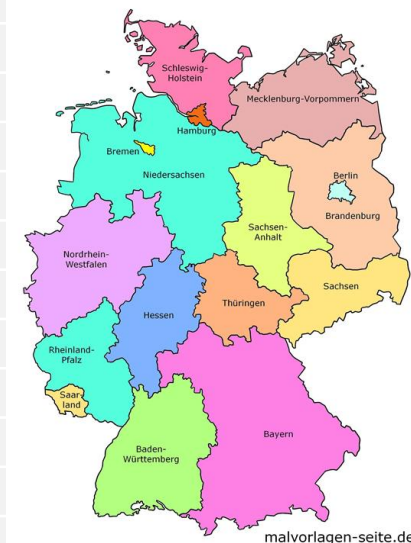 Schleswig-
Holstein
Mecklenburg-Vorpommern
Hamburg
Bremen
Niedersachsen
Berlin
Brandenburg
Sachsen-
Anhalt
Nordrhein-
Westfalen
Sachsen
Thüringen
Hessen
Rheinland-
Pfalz
Saar-
land
Bayern
Baden-
Württemberg
malvorlagen-seite.de